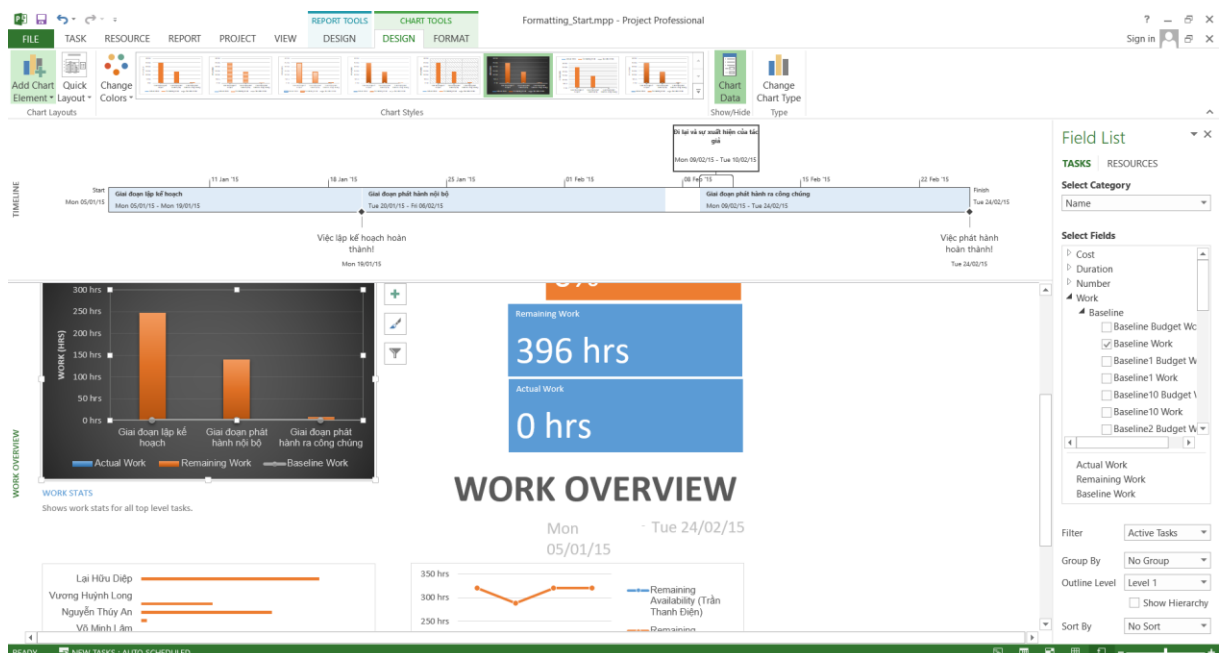 REPORT TOOLS CHART TOOLS Formatting_Start.mpp - Project Professional
FILE TASK RESOURCE REPORT PROJECT VIEW DESIGN DESIGN FORMAT Sign in
Add Chart Element Quick Layout Change Colors Chart Data Change Chart Type
Chart Layouts Chart Styles Show/Hide Type
TIMELINE
Đi lại và sự xuất hiện của tác
giả
Mon 09/02/15 - Tue 10/02/15
11 Jan '15 18 Jan '15 25 Jan '15 01 Feb '15 08 Feb '15 15 Feb '15 22 Feb '15
Start
Mon 05/01/15
Giai đoạn lập kế hoạch
Mon 05/01/15 - Mon 19/01/15
Giai đoạn phát hành nội bộ
Tue 20/01/15 - Fri 06/02/15
Giai đoạn phát hành ra công chúng
Mon 09/02/15 - Tue 24/02/15
Finish
Tue 24/02/15
Việc lập kế hoạch hoàn
thành!
Mon 19/01/15
Việc phát hành
hoàn thành!
Tue 24/02/15
WORK OVERVIEW
WORK (HRS)
300 hrs
250 hrs
200 hrs
150 hrs
100 hrs
50 hrs
0 hrs
Giai đoạn lập kế
hoạch
Giai đoạn phát
hành nội bộ
Giai đoạn phát
hành ra công chúng
Actual Work Remaining Work Baseline Work
WORK STATS
Shows work stats for all top level tasks.
Remaining Work
396 hrs
Actual Work
0 hrs
WORK OVERVIEW
Mon
05/01/15
- Tue 24/02/15
Lại Hữu Diệp
Vương Huỳnh Long
Nguyễn Thúy An
Võ Minh Lâm
350 hrs
300 hrs
250 hrs
Remaining
Availability (Trần
Thanh Điện)
Remaining
Field List
TASKS RESOURCES
Select Category
Name
Select Fields
Cost
Duration
Number
Work
Baseline
Baseline Budget Wo
Baseline Work
Baseline1 Budget W
Baseline1 Work
Baseline10 Budget
Baseline10 Work
Baseline2 Budget W
Actual Work
Remaining Work
Baseline Work
Filter Active Tasks
Group By No Group
Outline Level Level 1
Show Hierarchy
Sort By No Sort
READY NEW TASKS : AUTO SCHEDULED